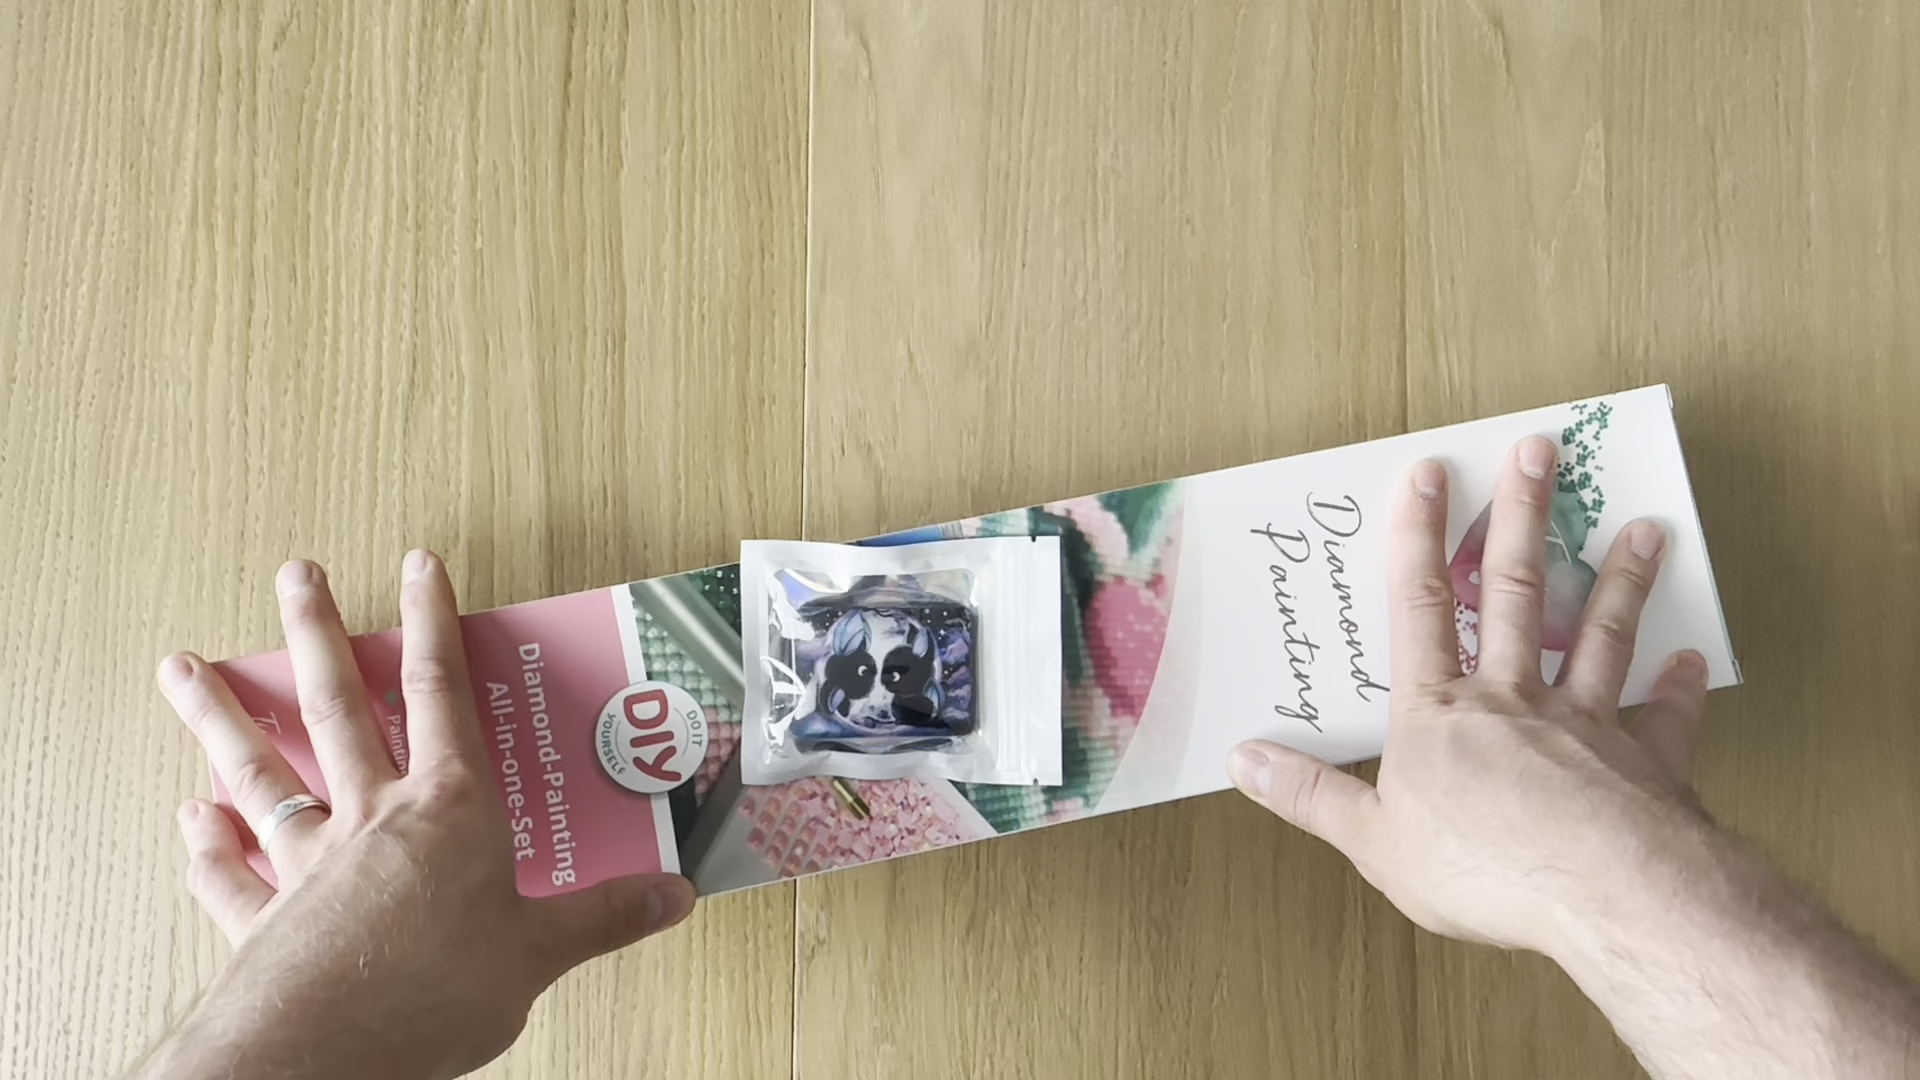 Diamond
Painting
DO IT
DIY
YOURSELF
Diamond-Painting
All-in-one-Set